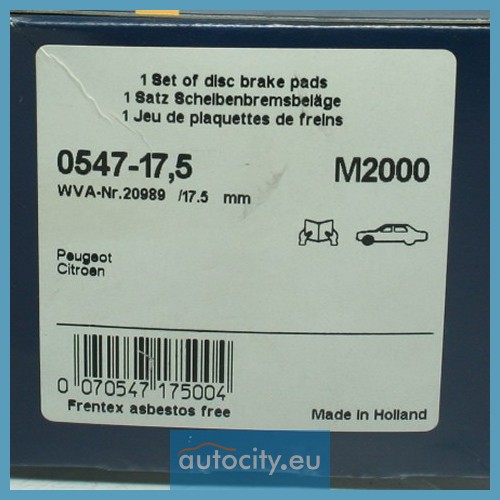 1 Set of disc brake pads
1 Satz Scheibenbremsbeläge
1 Jeu de plaquettes de freins
0547-17,5 M2000
WVA-Nr.20989 /17.5 mm
Peugeot
Citroen
0 070547 175004
Frentex asbestos free
Made in Holland
autocity.eu